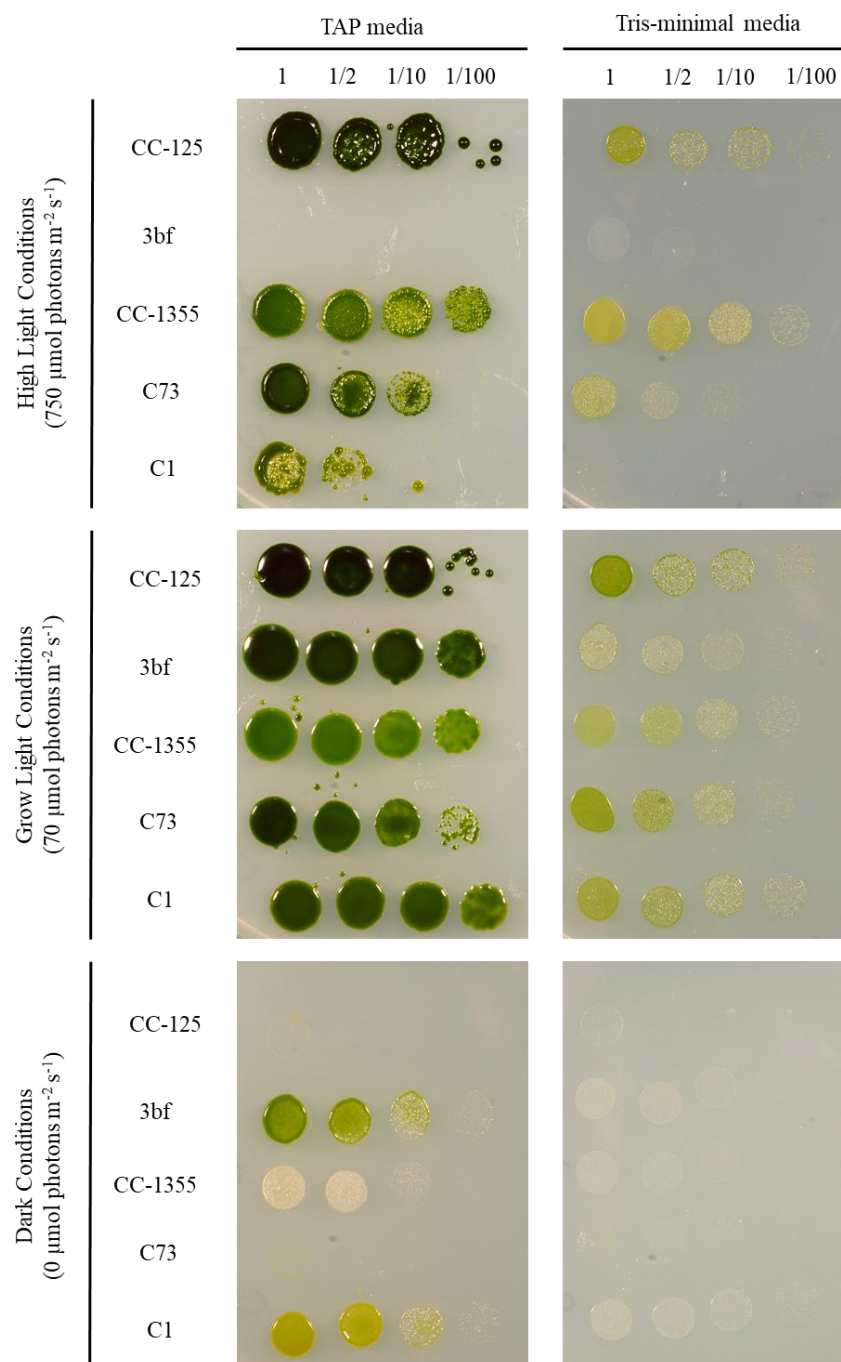 TAP media
Tris-minimal media
1 1/2 1/10 1/100
1 1/2 1/10 1/100
High Light Conditions
(750 µmol photons m⁻² s⁻¹)
CC-125
3bf
CC-1355
C73
C1
Grow Light Conditions
(70 µmol photons m⁻² s⁻¹)
CC-125
3bf
CC-1355
C73
C1
Dark Conditions
(0 µmol photons m⁻² s⁻¹)
CC-125
3bf
CC-1355
C73
C1